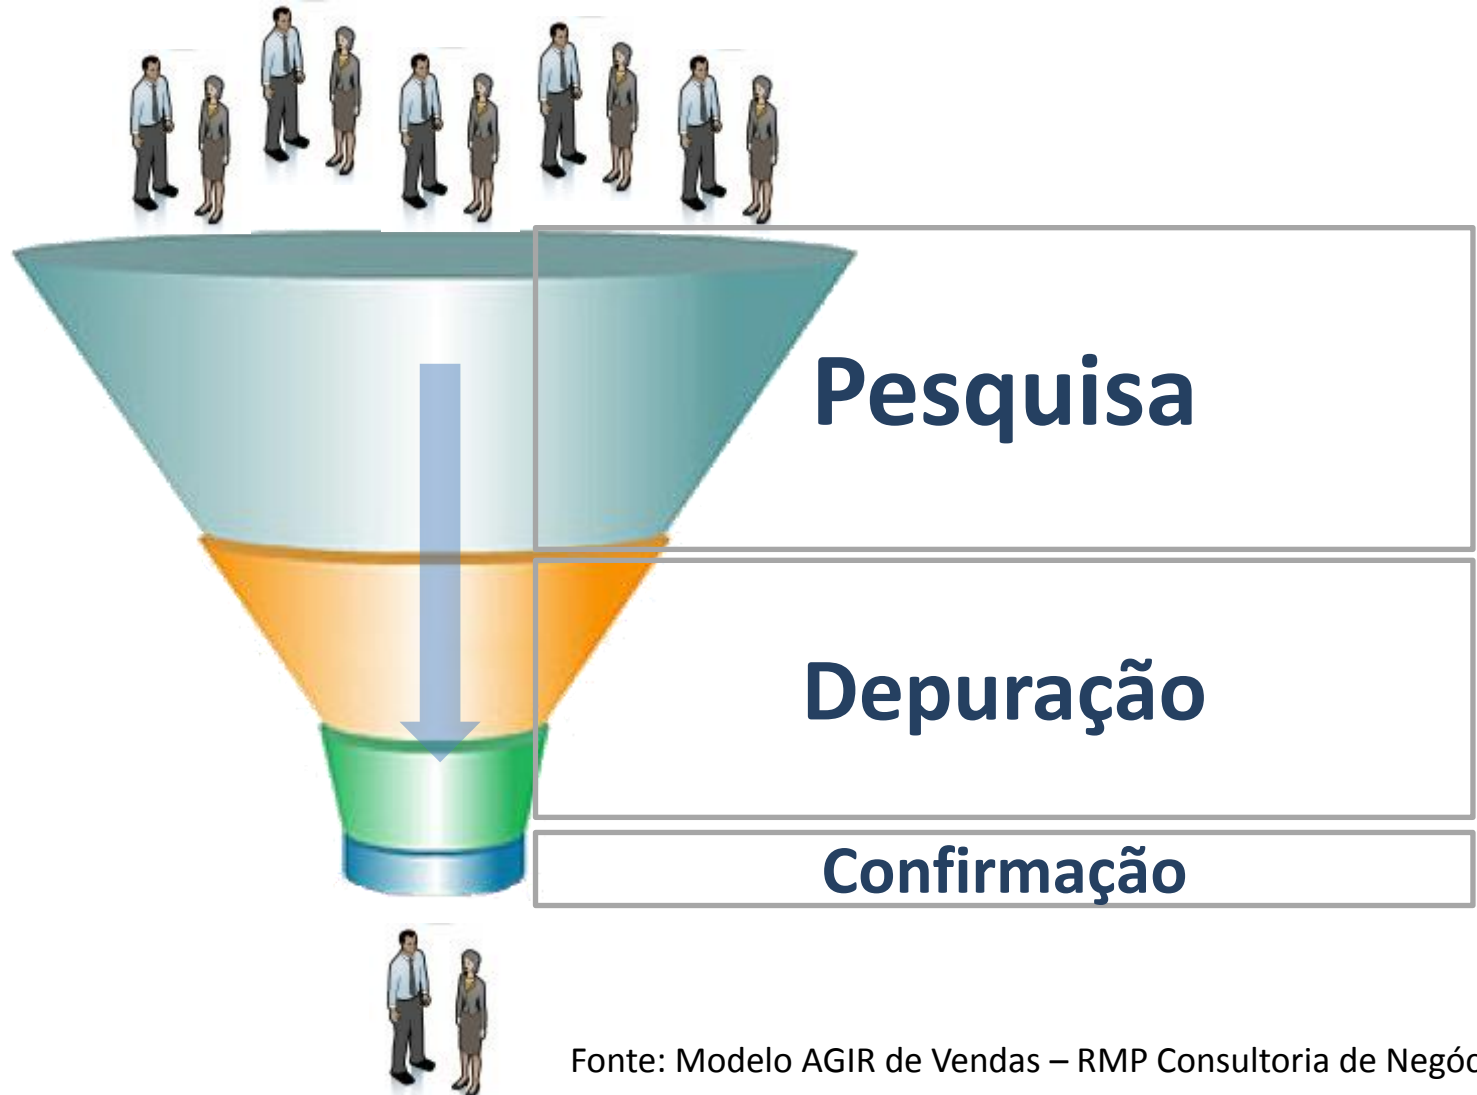 Pesquisa
Depuração
Confirmação
Fonte: Modelo AGIR de Vendas – RMP Consultoria de